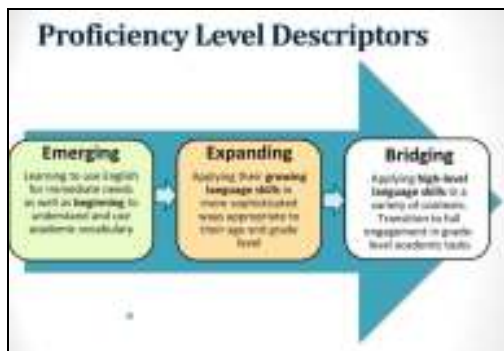 Proficiency Level Descriptors
Emerging
Learning to use English
for immediate needs
as well as beginning to
understand and use
academic vocabulary
Expanding
Applying their growing
language skills in
more sophisticated
ways appropriate to
their age and grade
level
Bridging
Applying high-level
language skills in a
variety of contexts.
Transition to full
engagement in grade-
level academic tasks